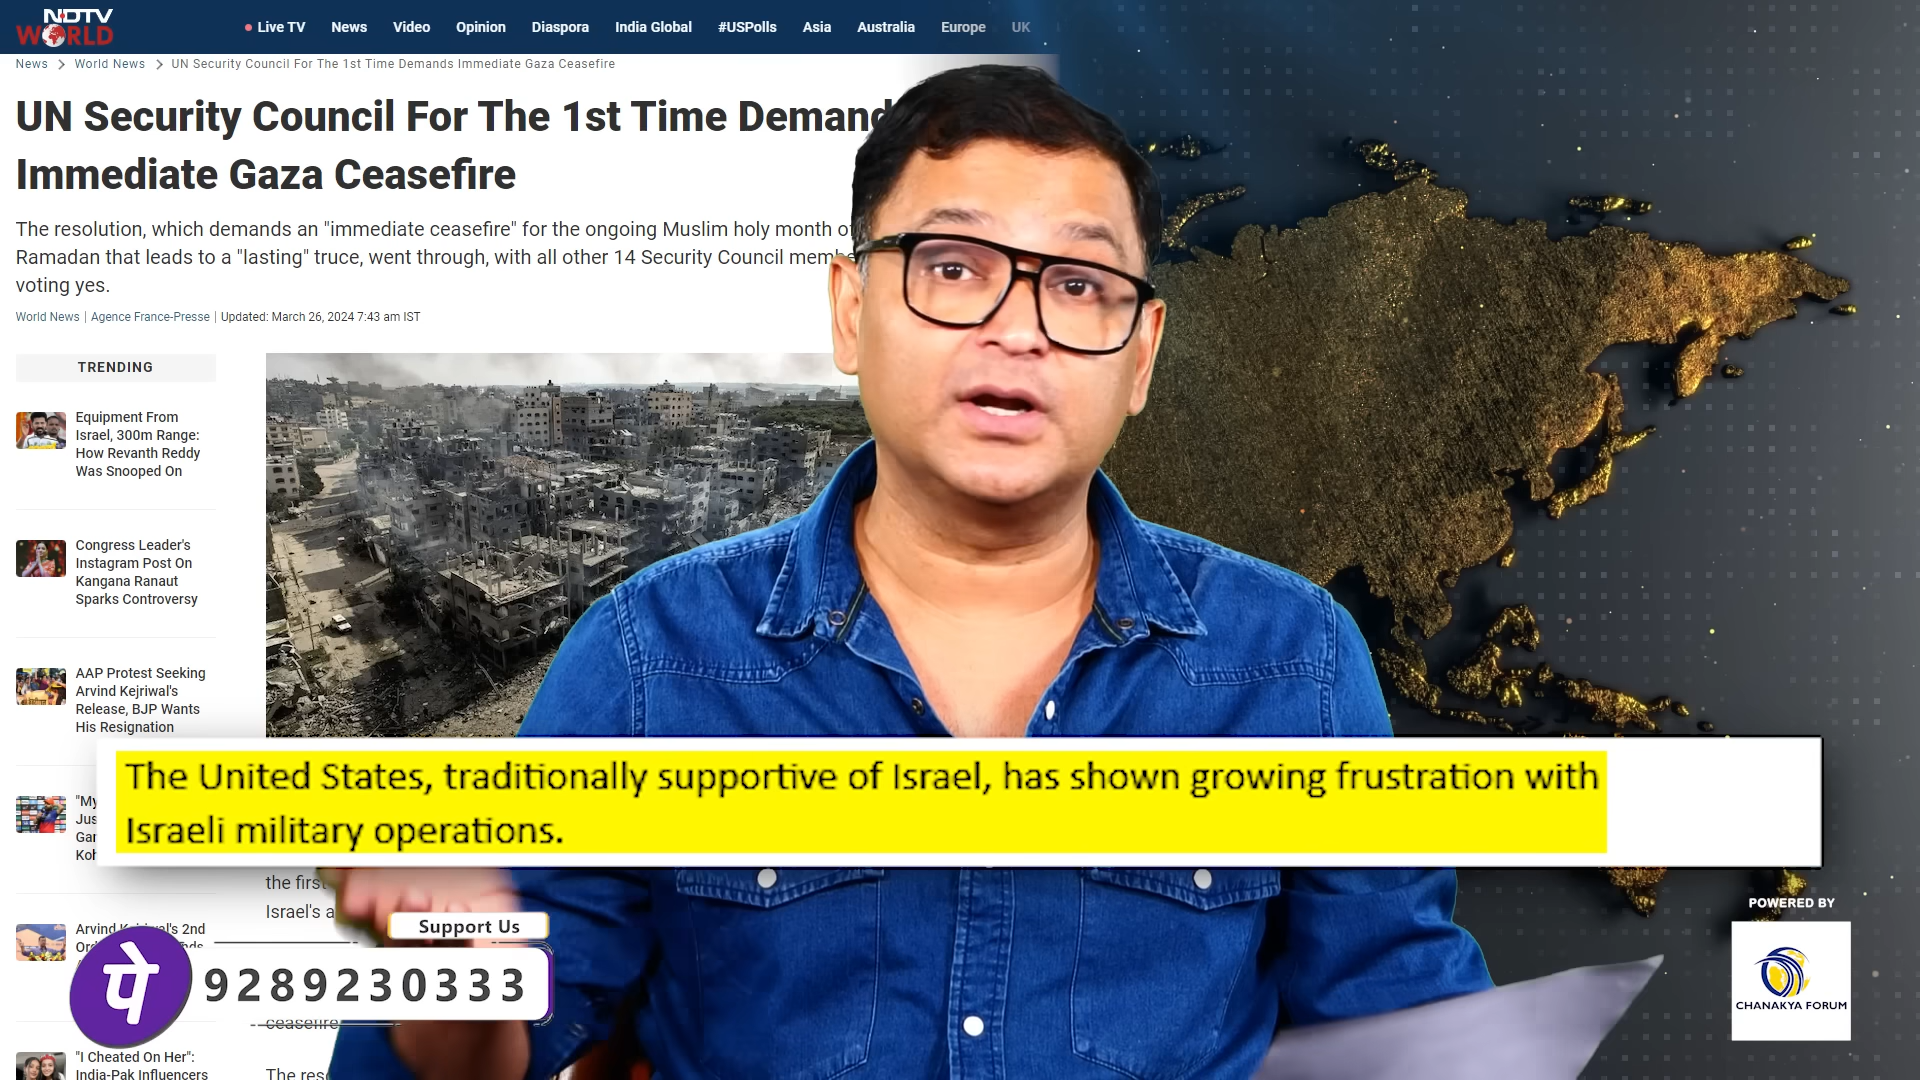 NDTV
WORLD
Live TV News Video Opinion Diaspora India Global #USPolls Asia Australia Europe UK
News World News UN Security Council For The 1st Time Demands Immediate Gaza Ceasefire
UN Security Council For The 1st Time Demand
Immediate Gaza Ceasefire
The resolution, which demands an "immediate ceasefire" for the ongoing Muslim holy month of
Ramadan that leads to a "lasting" truce, went through, with all other 14 Security Council
voting yes.
World News | Agence France-Presse | Updated: March 26, 2024 7:43 am IST
TRENDING
Equipment From
Israel, 300m Range:
How Revanth Reddy
Was Snooped On
Congress Leader's
Instagram Post On
Kangana Ranaut
Sparks Controversy
AAP Protest Seeking
Arvind Kejriwal's
Release, BJP Wants
His Resignation
"My
The United States, traditionally supportive of Israel, has shown growing frustration with
Israeli military operations.
the first
Israel's a
Arvind 2nd
Support Us
पे 9289230333
ceasefire
"I Cheated On Her":
India-Pak Influencers
The
POWERED BY
CHANAKYA FORUM